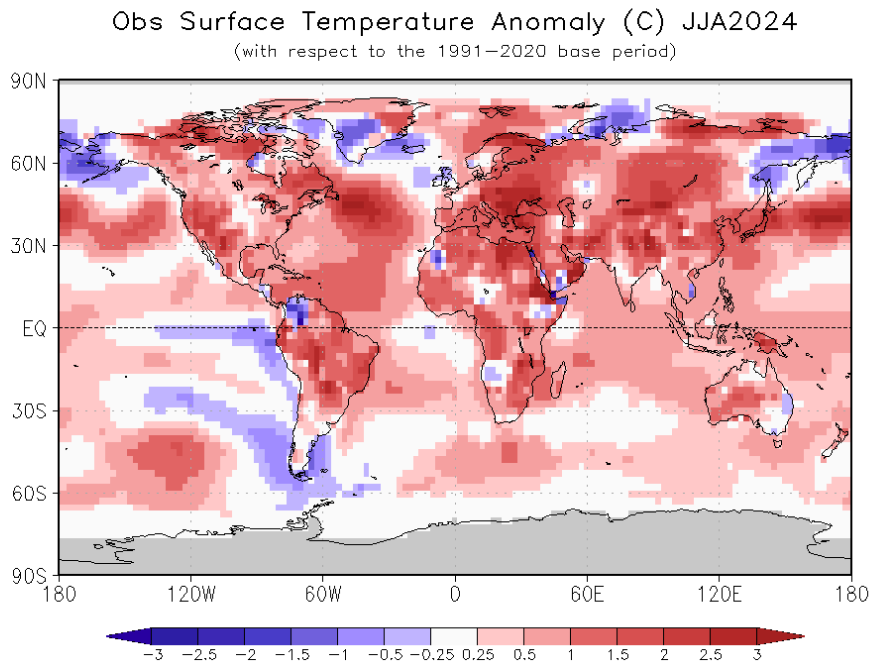 Obs Surface Temperature Anomaly (C) JJA2024
(with respect to the 1991−2020 base period)
90N
60N
30N
EQ
30S
60S
90S
180 120W 60W 0 60E 120E 180
−3 −2.5 −2 −1.5 −1 −0.5 −0.25 0.25 0.5 1 1.5 2 2.5 3